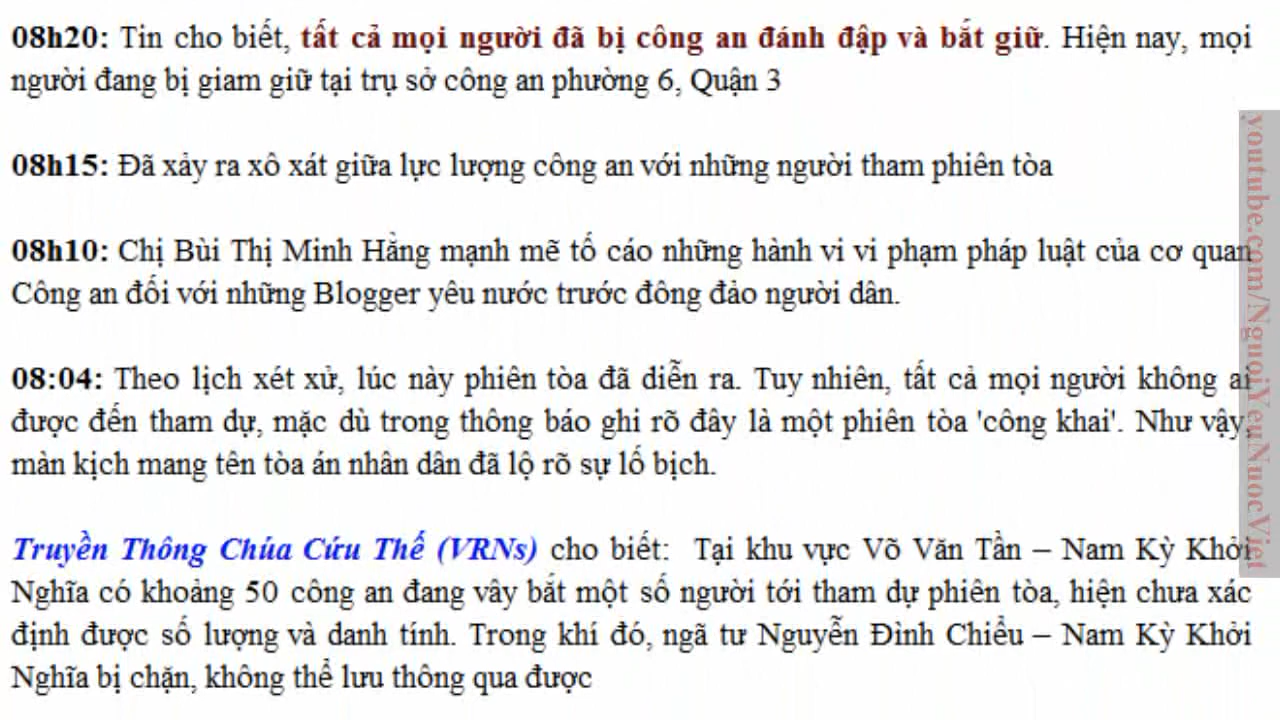 08h20: Tin cho biết, tất cả mọi người đã bị công an đánh đập và bắt giữ. Hiện nay, mọi
người đang bị giam giữ tại trụ sở công an phường 6, Quận 3
08h15: Đã xảy ra xô xát giữa lực lượng công an với những người tham phiên tòa
08h10: Chị Bùi Thị Minh Hằng mạnh mẽ tố cáo những hành vi vi phạm pháp luật của cơ quan
Công an đối với những Blogger yêu nước trước đông đảo người dân.
08:04: Theo lịch xét xử, lúc này phiên tòa đã diễn ra. Tuy nhiên, tất cả mọi người không ai
được đến tham dự, mặc dù trong thông báo ghi rõ đây là một phiên tòa 'công khai'. Như vậy,
màn kịch mang tên tòa án nhân dân đã lộ rõ sự lố bịch.
Truyền Thông Chúa Cứu Thế (VRNs) cho biết: Tại khu vực Võ Văn Tần – Nam Kỳ Khởi
Nghĩa có khoảng 50 công an đang vây bắt một số người tới tham dự phiên tòa, hiện chưa xác
định được số lượng và danh tính. Trong khí đó, ngã tư Nguyễn Đình Chiểu – Nam Kỳ Khởi
Nghĩa bị chặn, không thể lưu thông qua được
youtube.com/NguoiYeuNuocViet